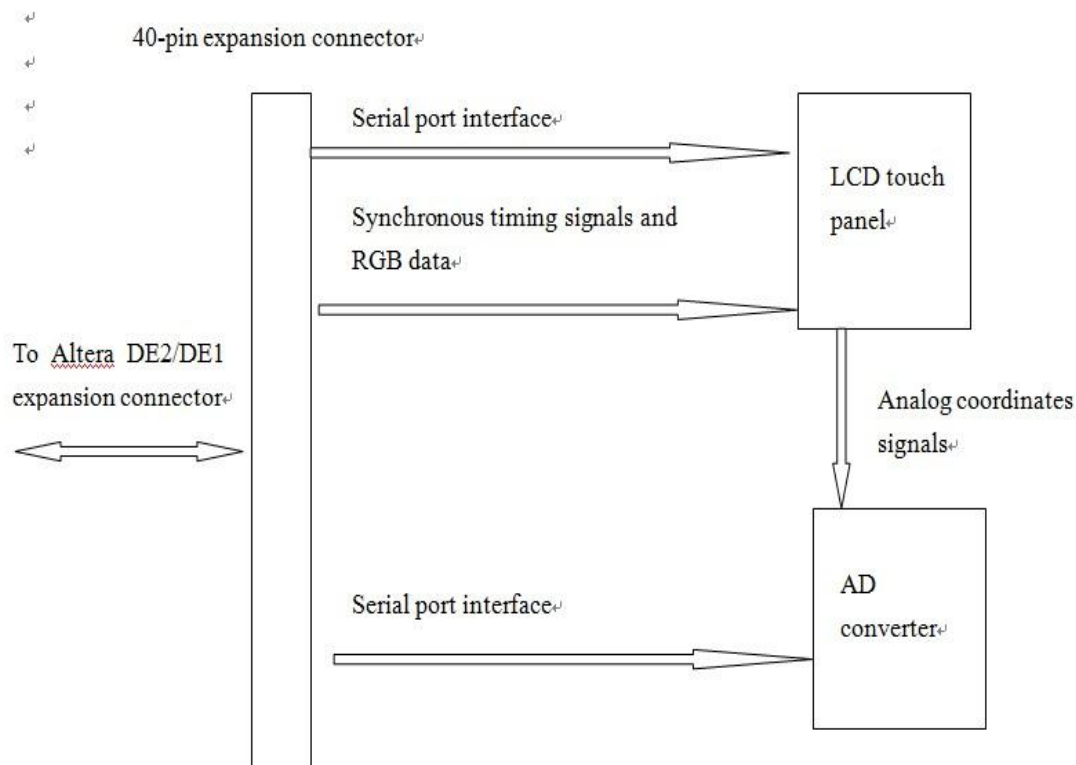 40-pin expansion connector
Serial port interface
LCD touch
panel
Synchronous timing signals and
RGB data
To Altera DE2/DE1
expansion connector
Analog coordinates
signals
AD
converter
Serial port interface